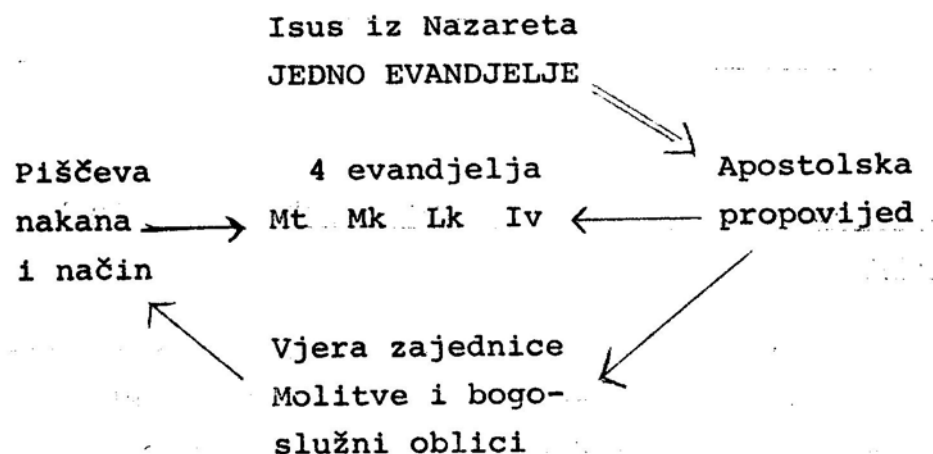 Isus iz Nazareta
JEDNO EVANDJELJE
Piščeva
nakana
i način
4 evandjelja
Mt Mk Lk Iv
Apostolska
propovijed
Vjera zajednice
Molitve i bogo-
služni oblici